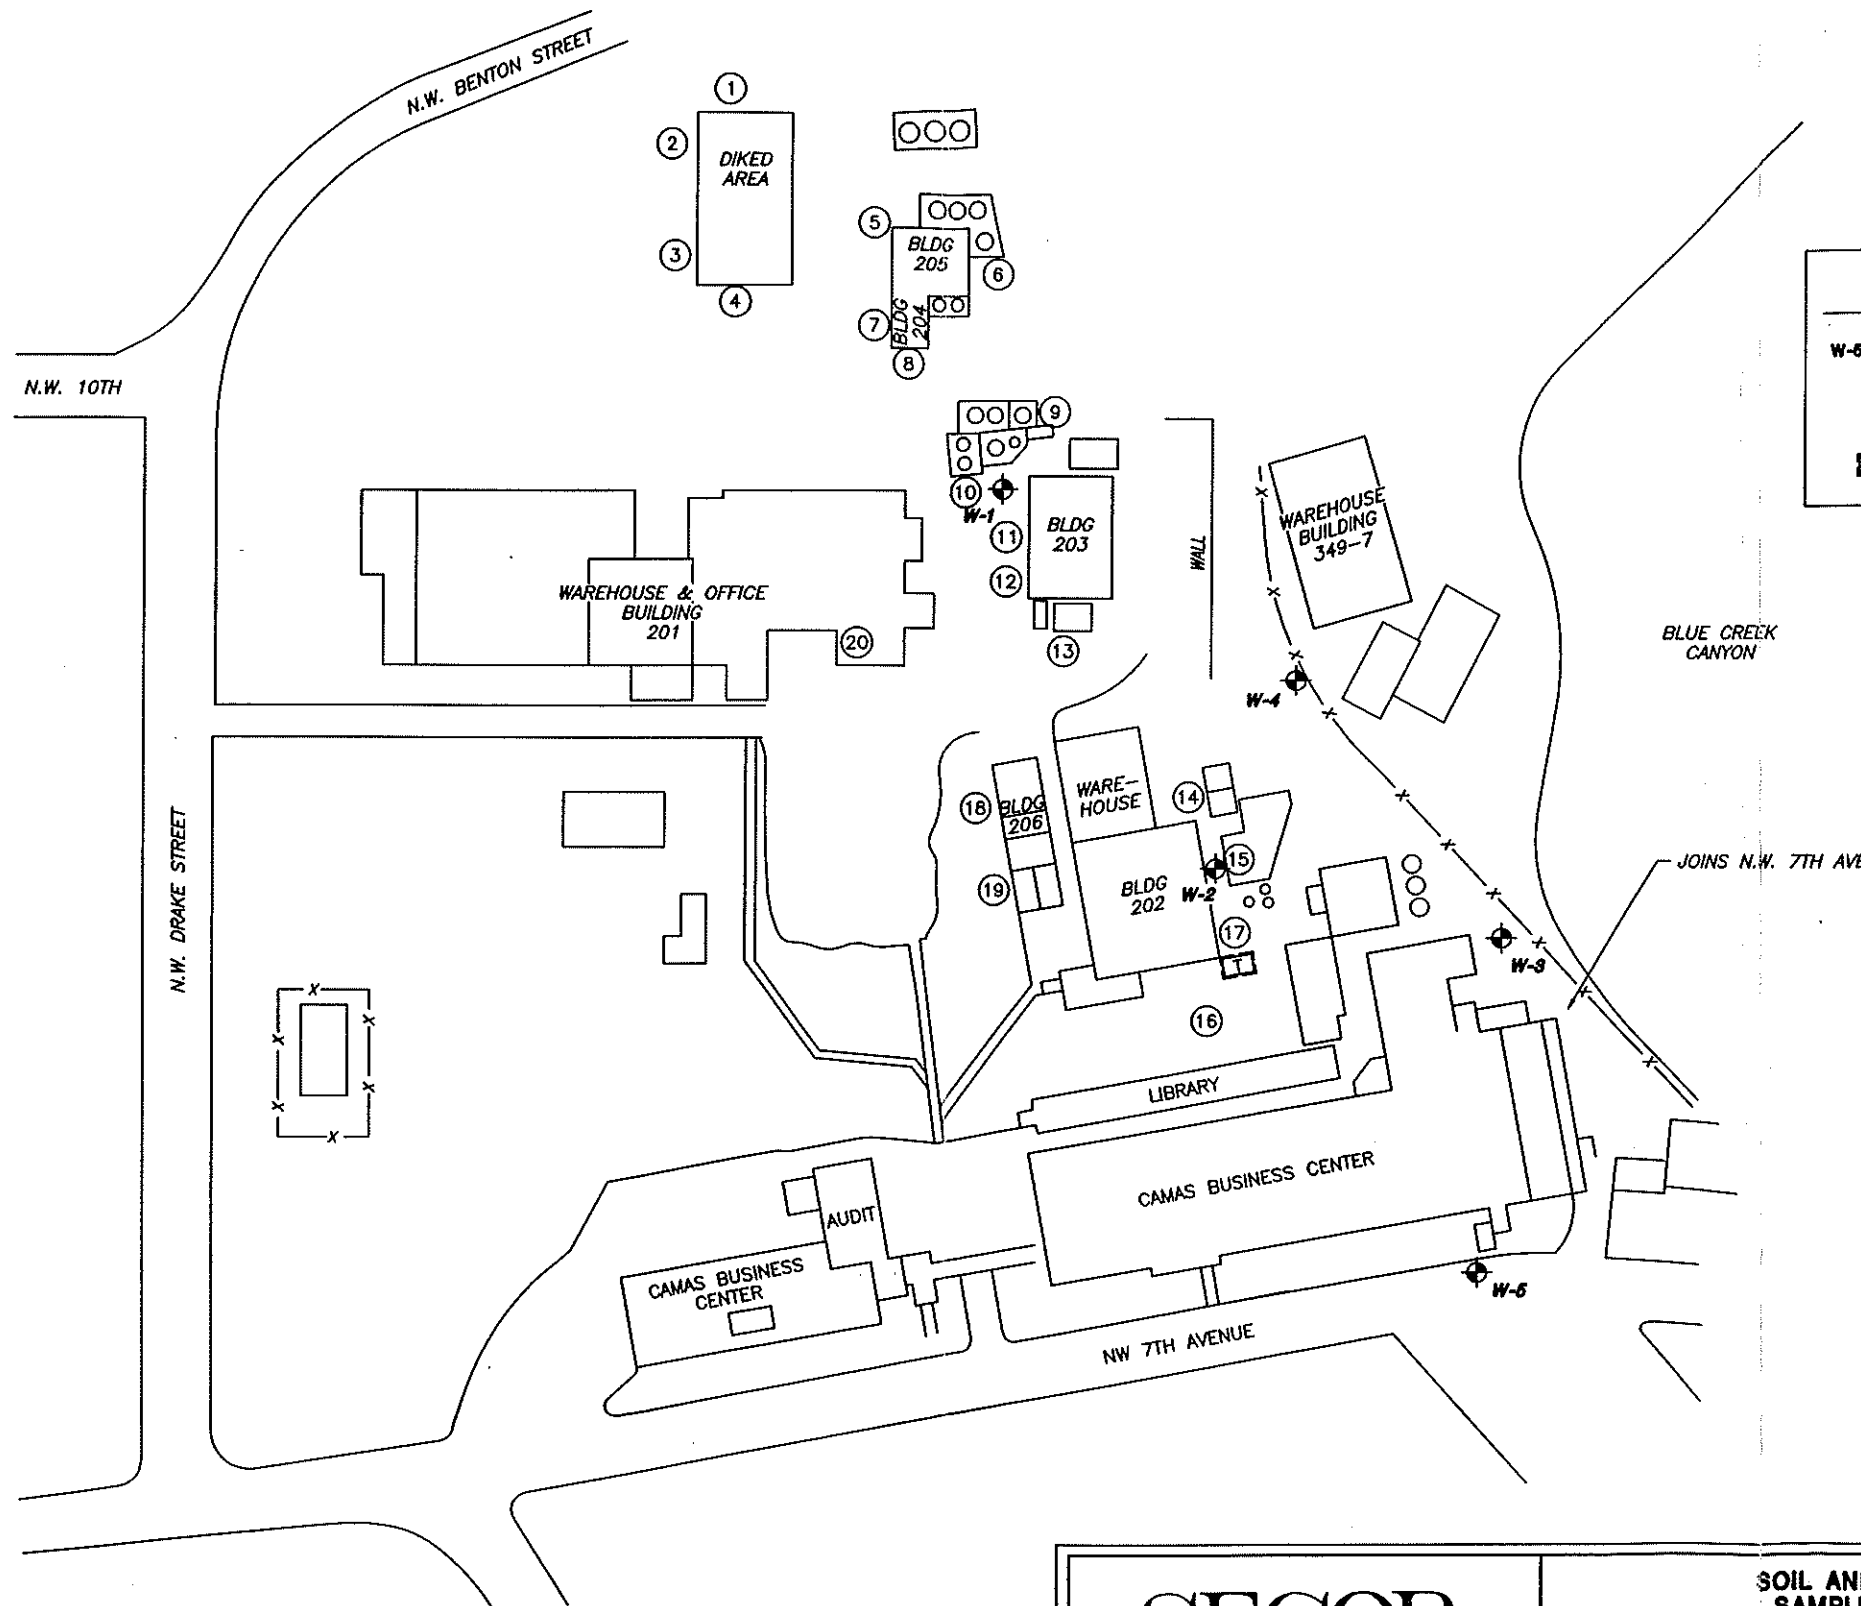 N.W. BENTON STREET
1
2
DIKED
AREA
3
4
5
BLDG
205
6
7
BLDG
204
8
N.W. 10TH
W-5
9
10
W-1
11
BLDG
203
12
13
WALL
WAREHOUSE
BUILDING
349-7
WAREHOUSE & OFFICE
BUILDING
201
20
BLUE CREEK
CANYON
W-4
N.W. DRAKE STREET
18
BLDG
206
19
WARE-
HOUSE
14
15
BLDG
202
W-2
17
T
16
JOINS N.W. 7TH AVE
W-3
LIBRARY
CAMAS BUSINESS CENTER
AUDIT
CAMAS BUSINESS
CENTER
W-5
NW 7TH AVENUE
SECOR
SOIL AN
SAMPL